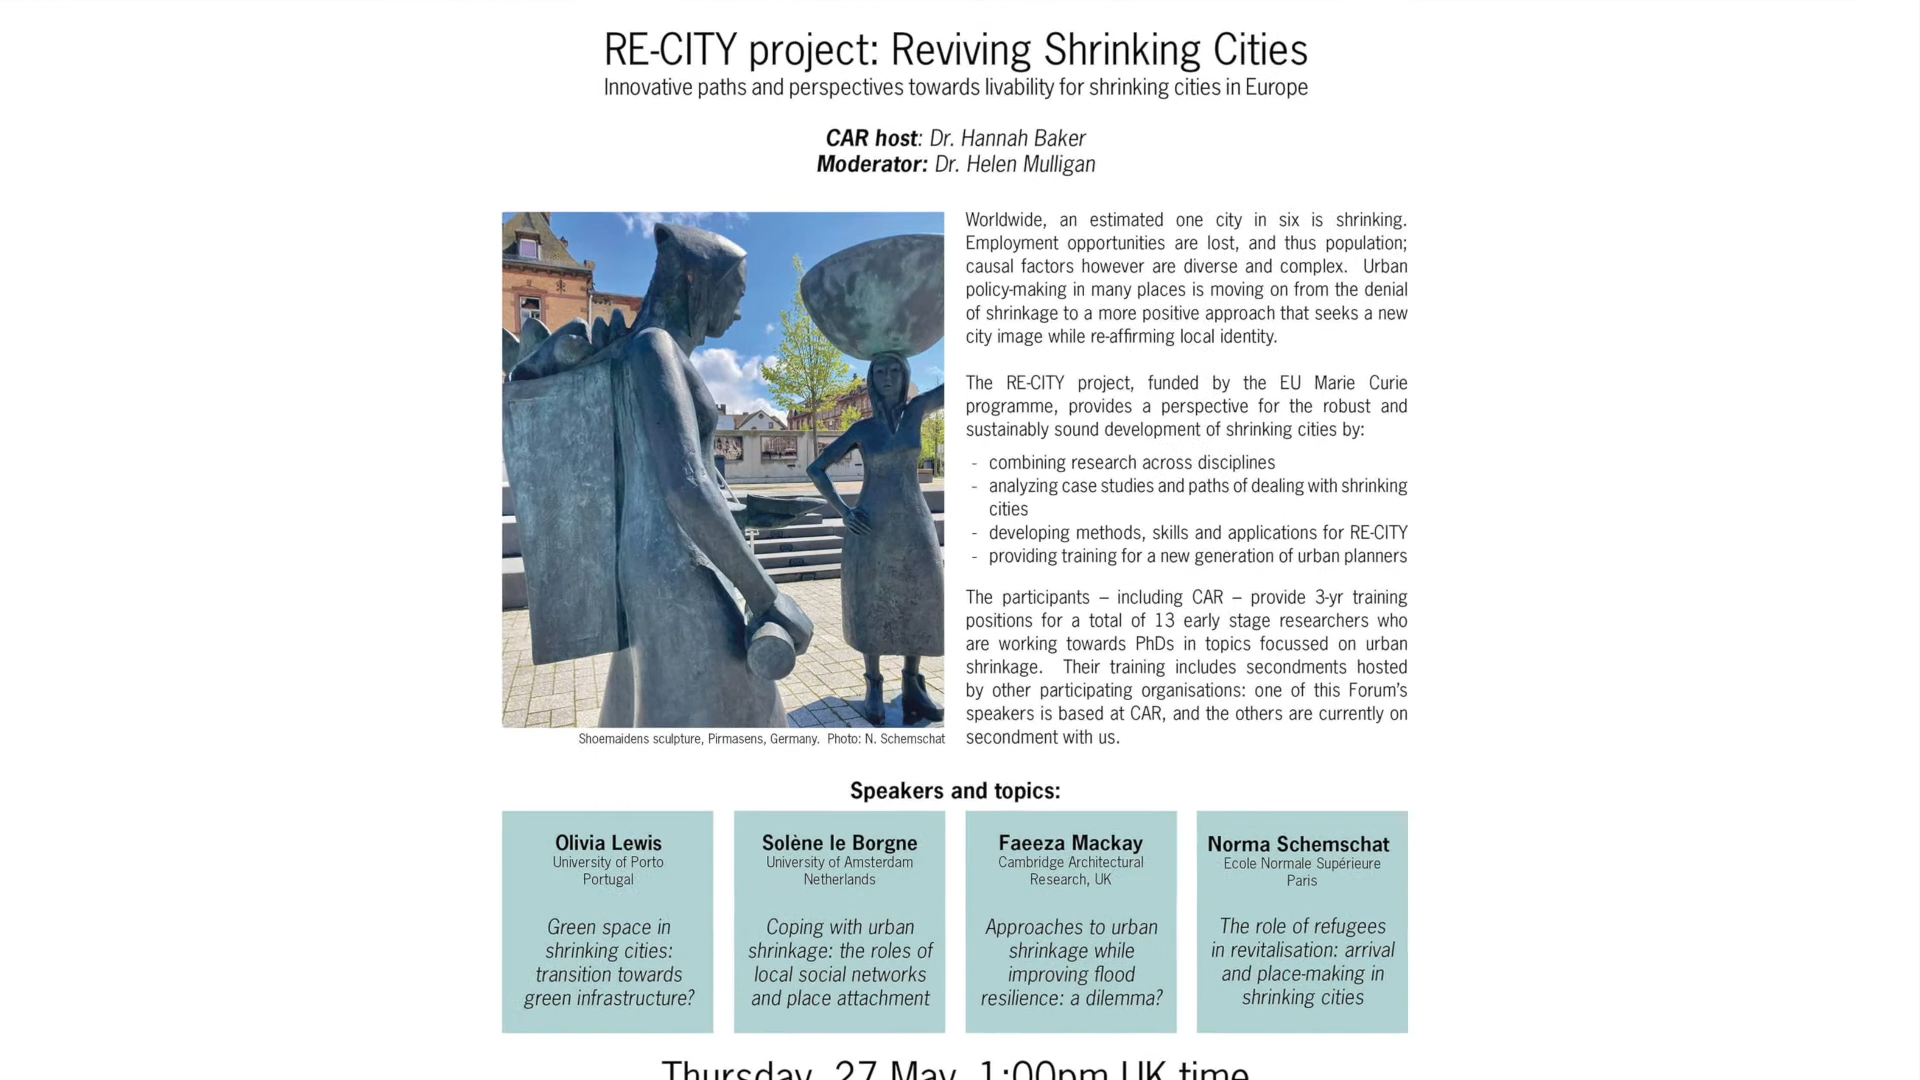 RE-CITY project: Reviving Shrinking Cities
Innovative paths and perspectives towards livability for shrinking cities in Europe
CAR host: Dr. Hannah Baker
Moderator: Dr. Helen Mulligan
Worldwide, an estimated one city in six is shrinking.
Employment opportunities are lost, and thus population;
causal factors however are diverse and complex. Urban
policy-making in many places is moving on from the denial
of shrinkage to a more positive approach that seeks a new
city image while re-affirming local identity.
The RE-CITY project, funded by the EU Marie Curie
programme, provides a perspective for the robust and
sustainably sound development of shrinking cities by:
- combining research across disciplines
- analyzing case studies and paths of dealing with shrinking
cities
- developing methods, skills and applications for RE-CITY
- providing training for a new generation of urban planners
The participants – including CAR – provide 3-yr training
positions for a total of 13 early stage researchers who
are working towards PhDs in topics focussed on urban
shrinkage. Their training includes secondments hosted
by other participating organisations: one of this Forum's
speakers is based at CAR, and the others are currently on
secondment with us.
Shoemaidens sculpture, Pirmasens, Germany. Photo: N. Schemschat
Speakers and topics:
Olivia Lewis
University of Porto
Portugal
Green space in
shrinking cities:
transition towards
green infrastructure?
Solène le Borgne
University of Amsterdam
Netherlands
Coping with urban
shrinkage: the roles of
local social networks
and place attachment
Faeeza Mackay
Cambridge Architectural
Research, UK
Approaches to urban
shrinkage while
improving flood
resilience: a dilemma?
Norma Schemschat
Ecole Normale Supérieure
Paris
The role of refugees
in revitalisation: arrival
and place-making in
shrinking cities
Thursday, 27 May, 1:00pm UK time